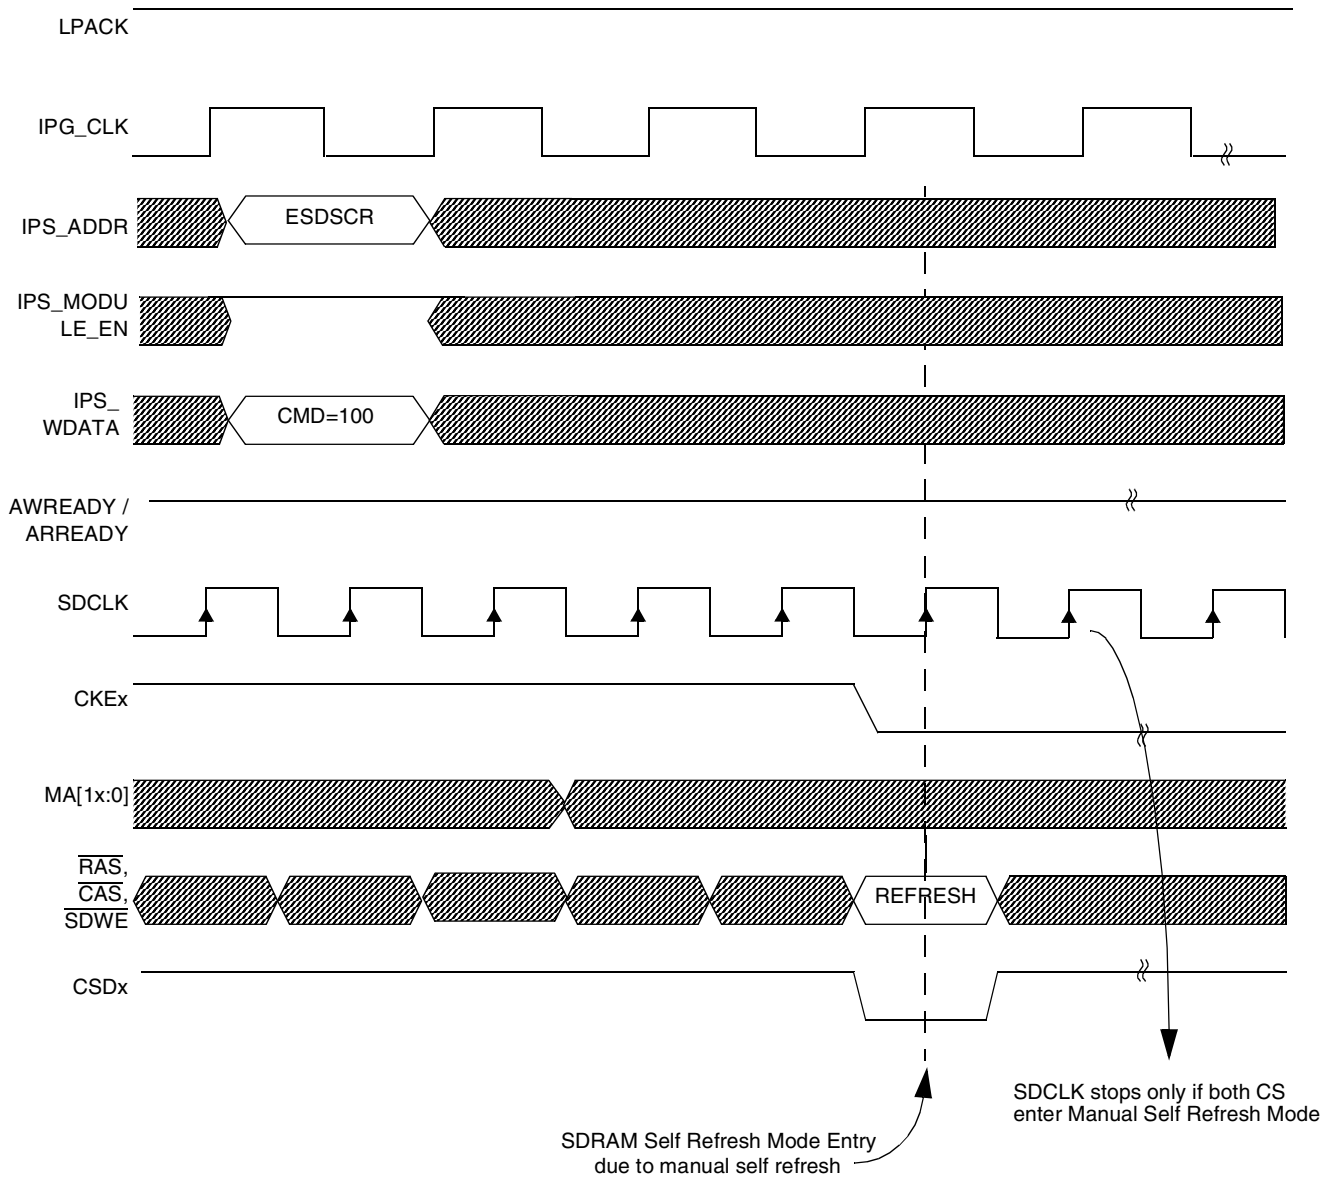 LPACK
IPG_CLK
IPS_ADDR
ESDSCR
IPS_MODU
LE_EN
IPS_
WDATA
CMD=100
AWREADY /
ARREADY
SDCLK
CKEx
MA[1x:0]
RAS,
CAS,
SDWE
REFRESH
CSDx
SDCLK stops only if both CS
enter Manual Self Refresh Mode
SDRAM Self Refresh Mode Entry
due to manual self refresh